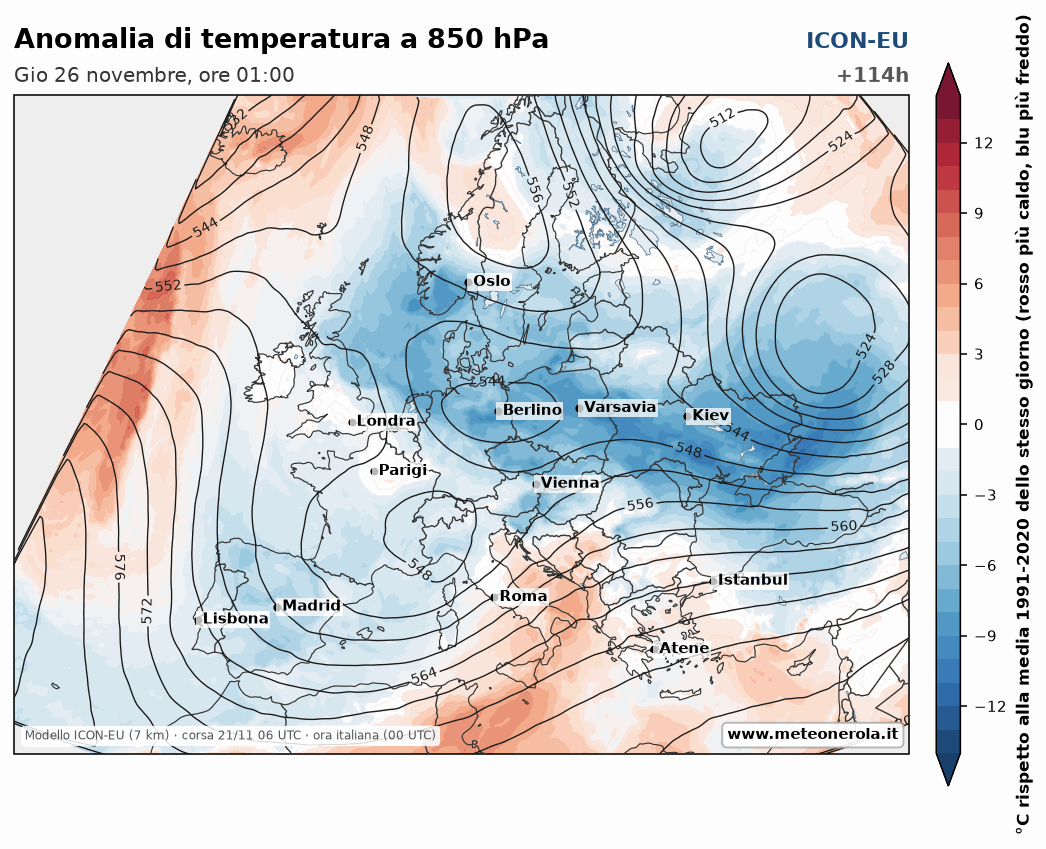 Anomalia di temperatura a 850 hPa
ICON-EU
Gio 26 novembre, ore 01:00
+114h
532
548
512
524
556
552
544
552
Oslo
524
528
544
Berlino
Varsavia
Kiev
Londra
544
548
Parigi
Vienna
556
560
576
548
572
Istanbul
Roma
Madrid
Lisbona
Atene
564
Modello ICON-EU (7 km) · corsa 21/11 06 UTC · ora italiana (00 UTC)
www.meteonerola.it
12
9
6
3
0
−3
−6
−9
−12
°C rispetto alla media 1991-2020 dello stesso giorno (rosso più caldo, blu più freddo)